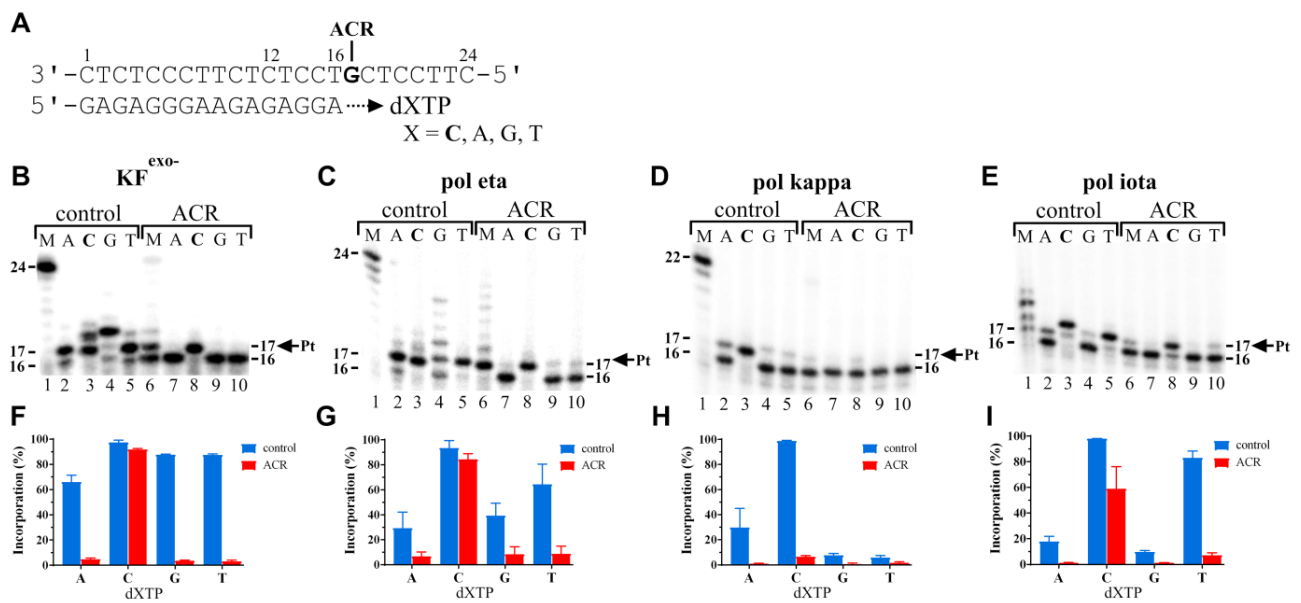 A
ACR
1 12 16 24
3'-CTCTCCCTTCTCTCCTGCTCCTTC-5'
5'-GAGAGGGAAGAGAGGA dXTP
X = C, A, G, T
B KF exo-
control ACR
M A C G T M A C G T
24
17 17 Pt
16 16
1 2 3 4 5 6 7 8 9 10
C pol eta
control ACR
M A C G T M A C G T
24
17 17 Pt
16 16
1 2 3 4 5 6 7 8 9 10
D pol kappa
control ACR
M A C G T M A C G T
22
17 17 Pt
16 16
1 2 3 4 5 6 7 8 9 10
E pol iota
control ACR
M A C G T M A C G T
17 17 Pt
16 16
1 2 3 4 5 6 7 8 9 10
F
Incorporation (%)
100
80
60
40
20
0
control
ACR
A C G T
dXTP
G
Incorporation (%)
100
80
60
40
20
0
control
ACR
A C G T
dXTP
H
Incorporation (%)
100
80
60
40
20
0
control
ACR
A C G T
dXTP
I
Incorporation (%)
100
80
60
40
20
0
control
ACR
A C G T
dXTP